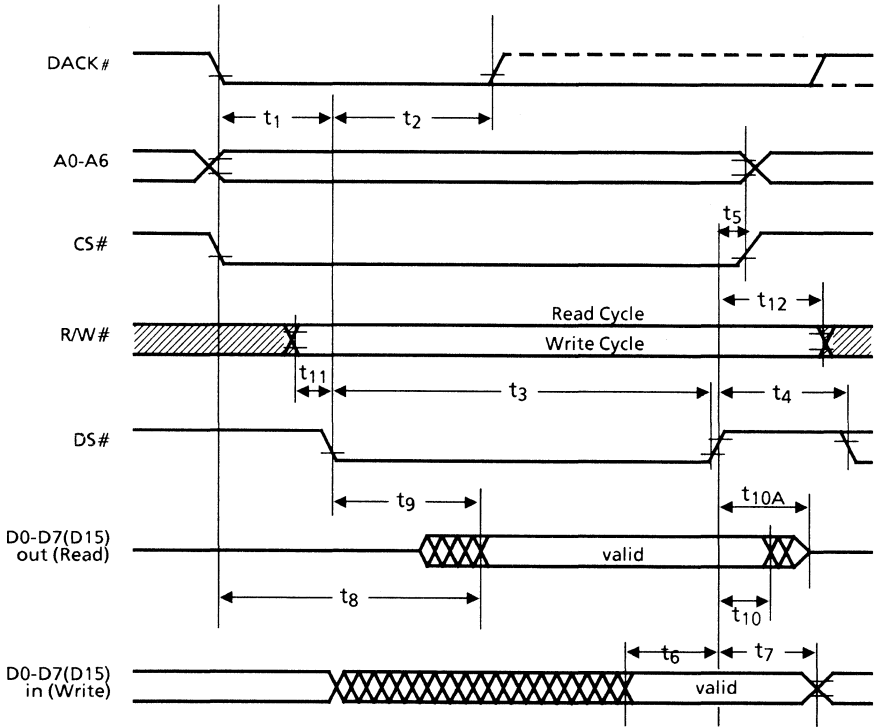 DACK#
t1
t2
A0-A6
t5
CS#
t12
Read Cycle
R/W#
Write Cycle
t11
t3
t4
DS#
t9
t10A
D0-D7(D15)
out (Read)
valid
t8
t10
D0-D7(D15)
in (Write)
t6
t7
valid